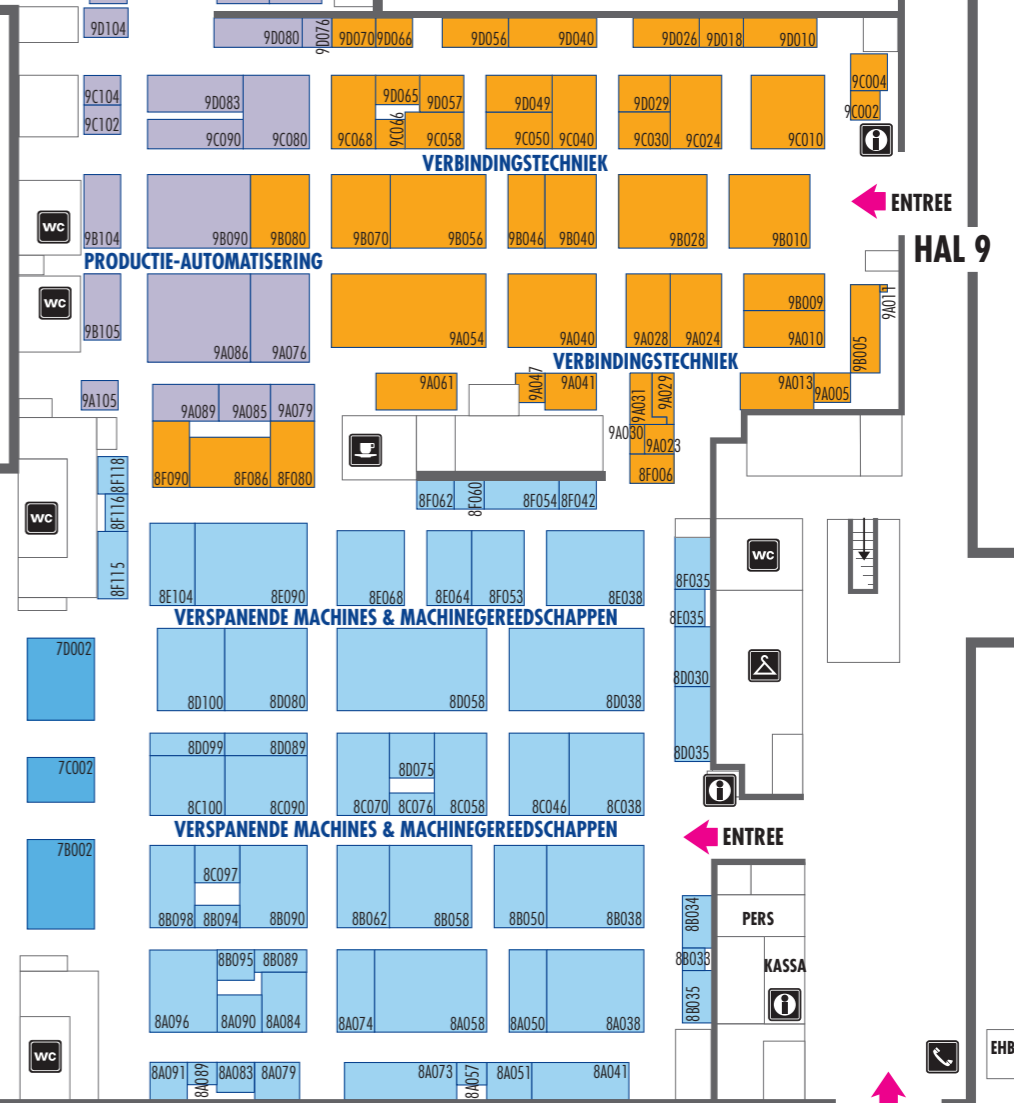 9D104
9D080
9D076
9D070
9D066
9D056
9D040
9D026
9D018
9D010
9C004
9C002
9C104
9D083
9D065
9D057
9D049
9D029
9C102
9C090
9C080
9C068
9C066
9C058
9C050
9C040
9C030
9C024
9C010
VERBINDINGSTECHNIEK
ENTREE
WC
9B104
9B090
9B080
9B070
9B056
9B046
9B040
9B028
9B010
HAL 9
PRODUCTIE-AUTOMATISERING
WC
9B105
9A086
9A076
9A054
9A040
9A028
9A024
9B009
9A010
9B005
9A011
VERBINDINGSTECHNIEK
9A105
9A089
9A085
9A079
9A061
9A047
9A041
9A031
9A029
9A013
9A005
9A030
9A023
8F090
8F086
8F080
8F006
8F118
8F116
8F115
8F062
8F060
8F054
8F042
WC
WC
8E104
8E090
8E068
8E064
8F053
8E038
8F035
8E035
VERSPANENDE MACHINES & MACHINEGEREEDSCHAPPEN
7D002
8D100
8D080
8D058
8D038
8D030
8D035
7C002
8D099
8D089
8D075
8C100
8C090
8C070
8C076
8C058
8C046
8C038
VERSPANENDE MACHINES & MACHINEGEREEDSCHAPPEN
ENTREE
7B002
8C097
8B098
8B094
8B090
8B062
8B058
8B050
8B038
8B034
PERS
8B095
8B089
8B033
KASSA
8B035
8A096
8A090
8A084
8A074
8A058
8A050
8A038
WC
EHB
8A091
8A089
8A083
8A079
8A073
8A057
8A051
8A041